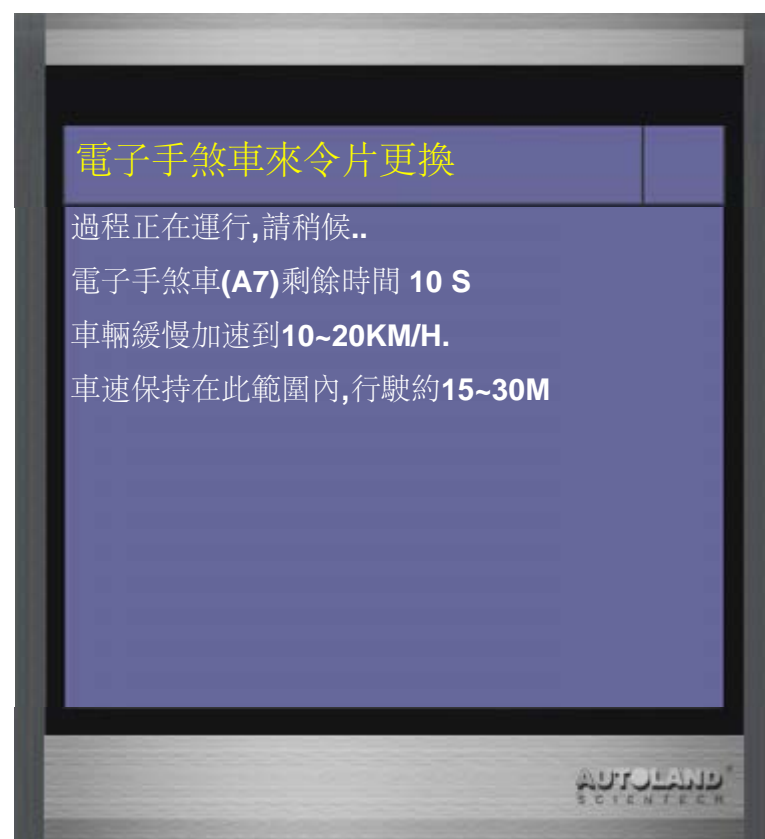 電子手煞車來令片更換
過程正在運行,請稍候..
電子手煞車(A7)剩餘時間 10 S
車輛緩慢加速到10~20KM/H.
車速保持在此範圍內,行駛約15~30M
AUTOLAND
SCIENTECH